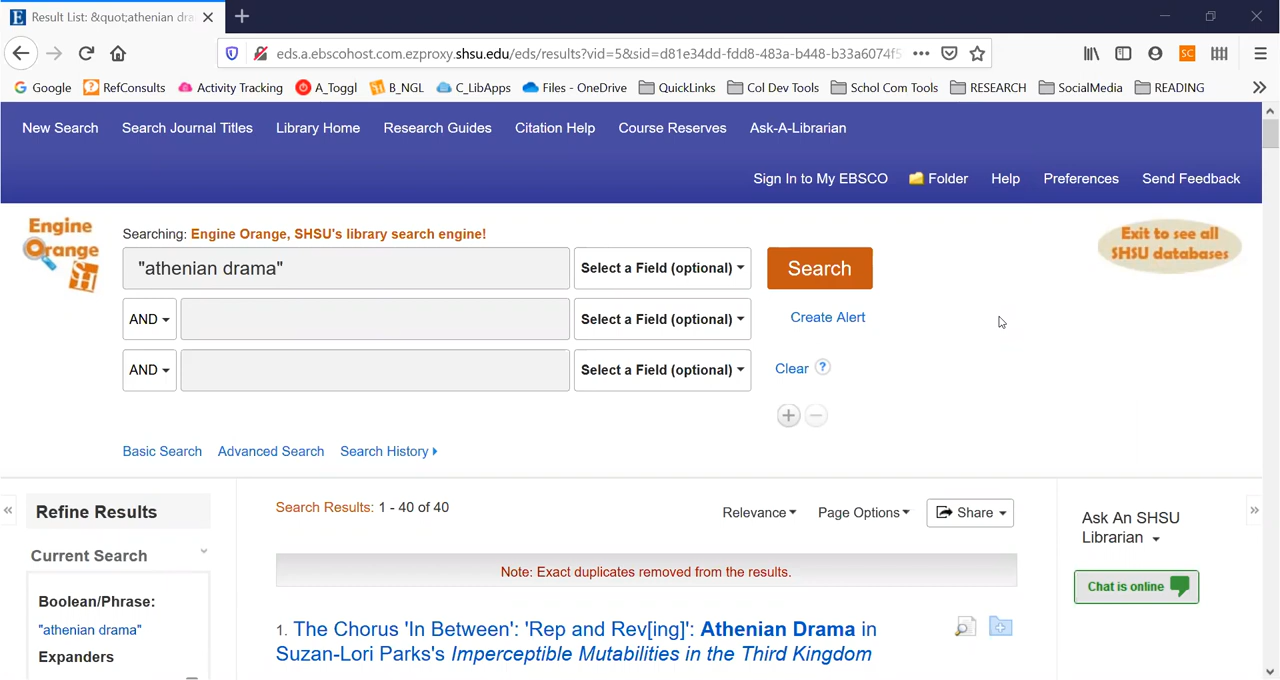 Result List: &quot;athenian dra
eds.a.ebscohost.com.ezproxy.shsu.edu/eds/results?vid=5&sid=d81e34dd-fdd8-483a-b448-b33a6074f5
Google RefConsults Activity Tracking A_Toggl B_NGL C_LibApps Files - OneDrive QuickLinks Col Dev Tools Schol Com Tools RESEARCH SocialMedia READING
New Search Search Journal Titles Library Home Research Guides Citation Help Course Reserves Ask-A-Librarian
Sign In to My EBSCO Folder Help Preferences Send Feedback
Engine
Orange
Searching: Engine Orange, SHSU's library search engine!
Exit to see all
SHSU databases
"athenian drama" Select a Field (optional) Search
AND Select a Field (optional) Create Alert
AND Select a Field (optional) Clear ?
Basic Search Advanced Search Search History
Refine Results
Search Results: 1 - 40 of 40
Relevance Page Options Share
Ask An SHSU
Librarian
Current Search
Note: Exact duplicates removed from the results.
Chat is online
Boolean/Phrase:
"athenian drama"
Expanders
1. The Chorus 'In Between': 'Rep and Rev[ing]': Athenian Drama in
Suzan-Lori Parks's Imperceptible Mutabilities in the Third Kingdom